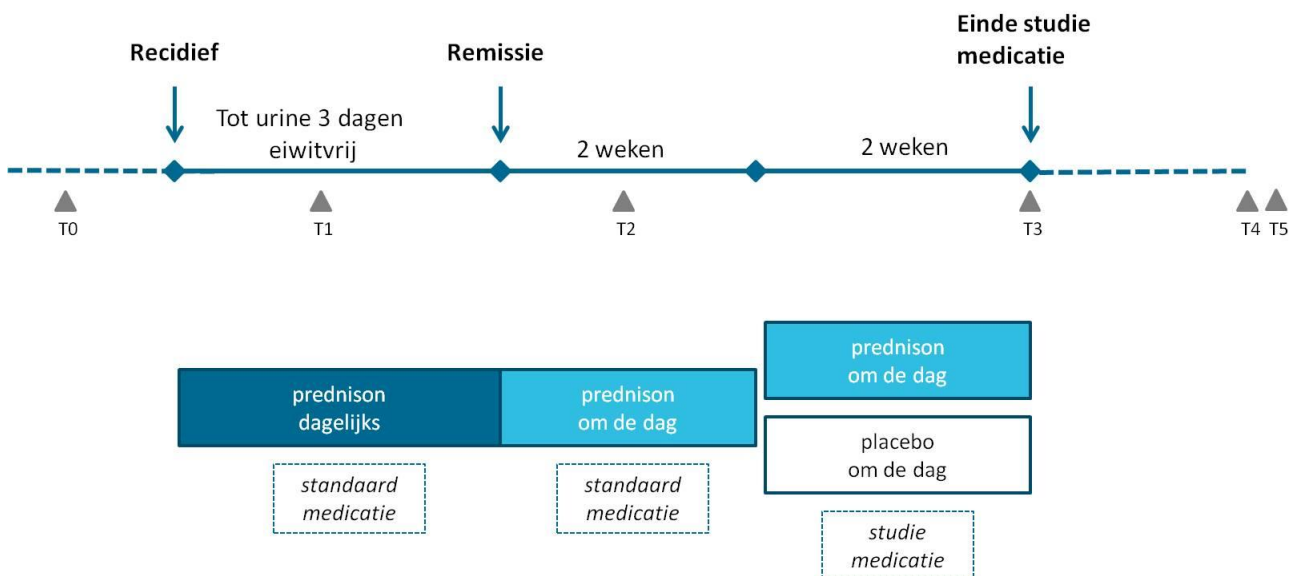 Recidief
Remissie
Einde studie
medicatie
Tot urine 3 dagen
eiwitvrij
2 weken
2 weken
T0
T1
T2
T3
T4
T5
prednison
dagelijks
prednison
om de dag
prednison
om de dag
placebo
om de dag
standaard
medicatie
standaard
medicatie
studie
medicatie